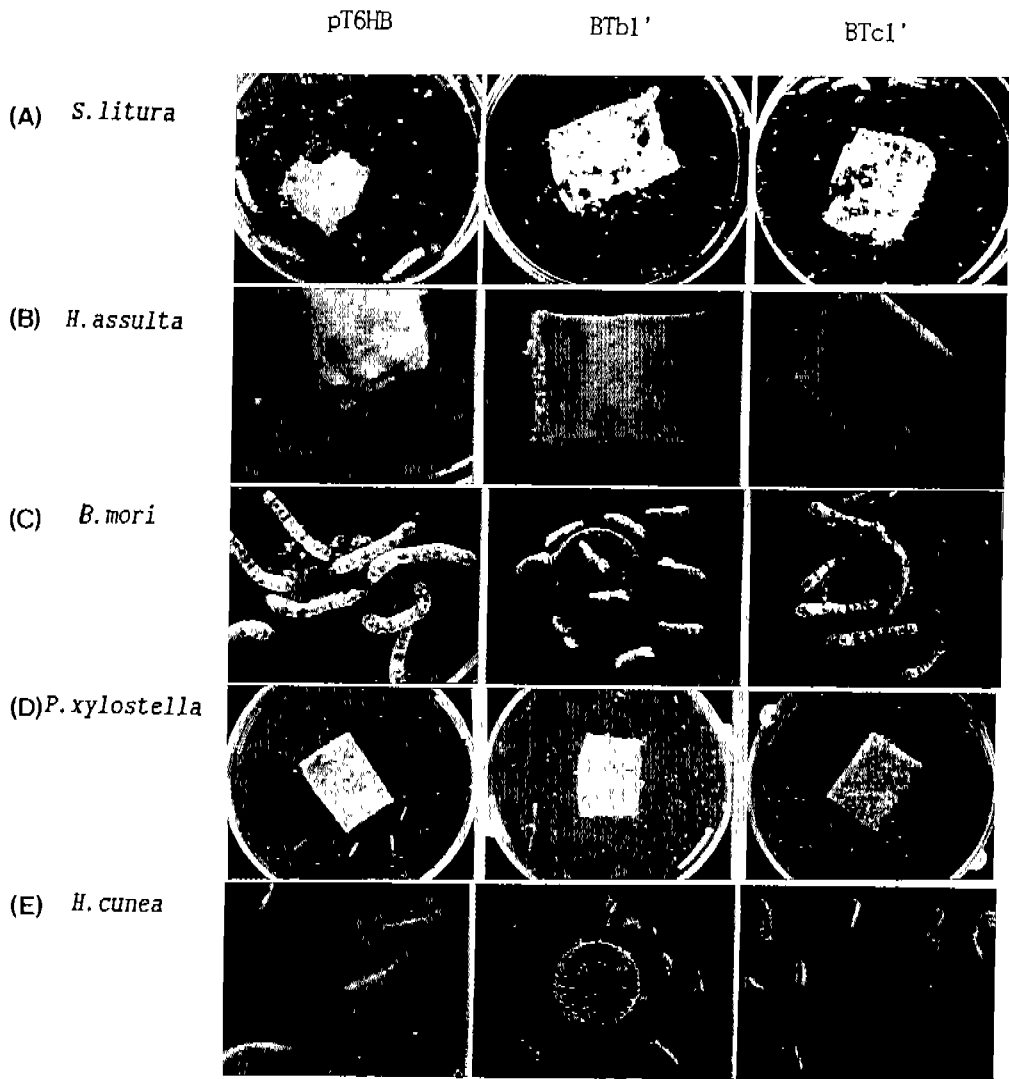 pT6HB BTb1' BTc1'
(A) S.litura
(B) H.assulta
(C) B.mori
(D) P.xylostella
(E) H.cunea